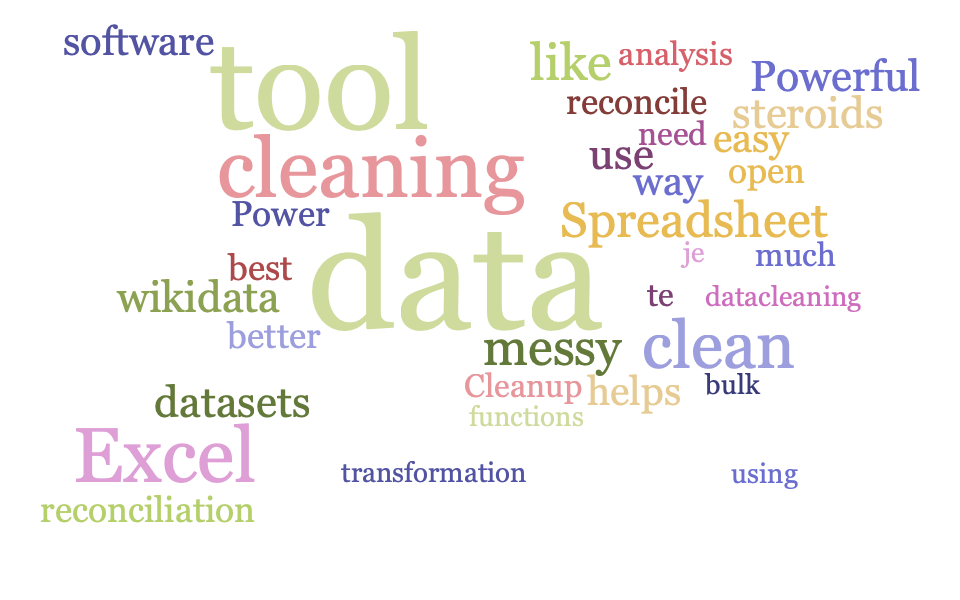 software
tool
like
analysis
Powerful
reconcile
steroids
need
easy
cleaning
use
way
open
Power
Spreadsheet
data
je
much
best
wikidata
te
datacleaning
better
messy
clean
Cleanup
helps
bulk
datasets
functions
Excel
transformation
using
reconciliation